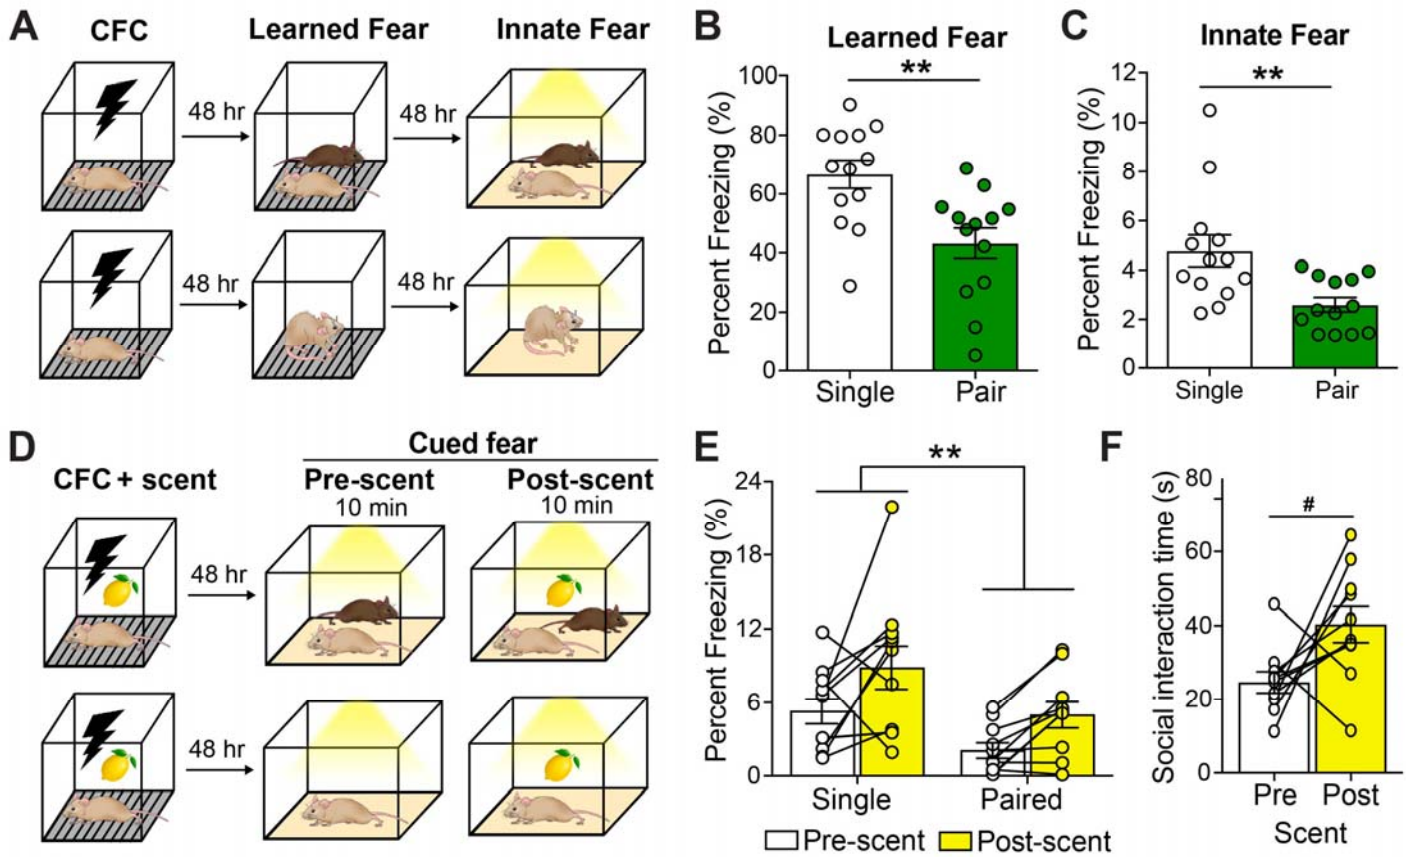 A
CFC
Learned Fear
Innate Fear
48 hr
48 hr
48 hr
48 hr
B
Learned Fear
**
Percent Freezing (%)
100
80
60
40
20
0
Single
Pair
C
Innate Fear
**
Percent Freezing (%)
12
10
8
6
4
2
0
Single
Pair
D
Cued fear
CFC + scent
Pre-scent
Post-scent
10 min
10 min
48 hr
48 hr
E
**
Percent Freezing (%)
24
18
12
6
0
Single
Paired
Pre-scent
Post-scent
F
#
Social interaction time (s)
80
60
40
20
0
Pre
Post
Scent